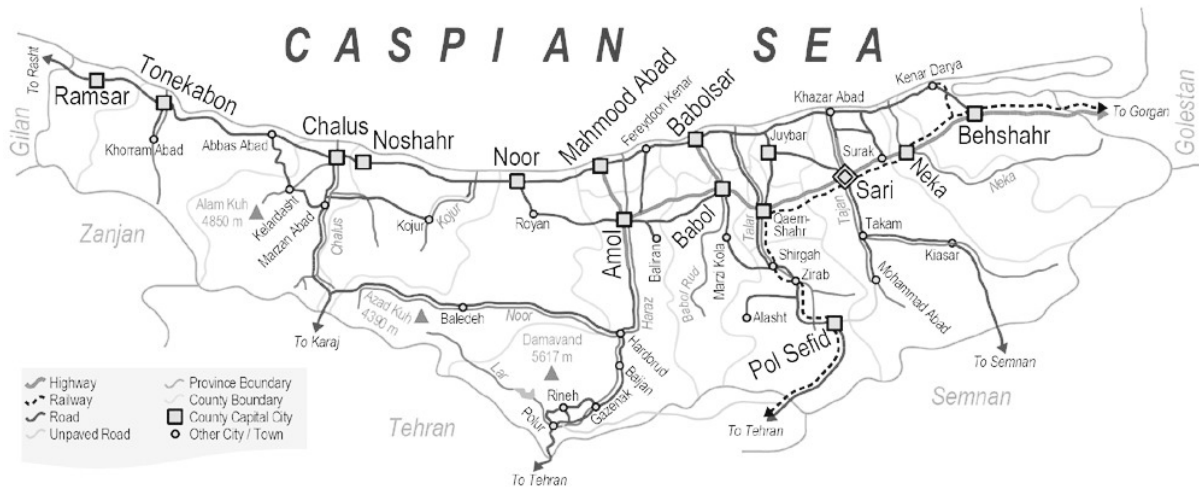 CASPIAN SEA
To Rasht
Ramsar
Tonekabon
Khorram Abad
Abbas Abad
Chalus
Noshahr
Noor
Mahmood Abad
Fereydoon Kenar
Babolsar
Khazar Abad
Kenar Darya
Juybar
Surak
Behshahr
To Gorgan
Golestan
Gilan
Zanjan
Alam Kuh
4850 m
Kelardasht
Marzan Abad
Chalus
Kojur
Kojur
Royan
Amol
Baliran
Babol
Babol Rud
Marzi Kola
Talar
Qaem-
Shahr
Tajan
Sari
Neka
Neka
Takam
Kiasar
Mohammad Abad
Shirgah
Zirab
Alasht
Pol Sefid
To Semnan
Semnan
To Karaj
Azad Kuh
4390 m
Baledeh
Noor
Haraz
Damavand
5617 m
Hardorud
Baijan
Gazenak
Rineh
Lar
Polur
Tehran
To Tehran
To Tehran
Highway
Railway
Road
Unpaved Road
Province Boundary
County Boundary
County Capital City
Other City / Town